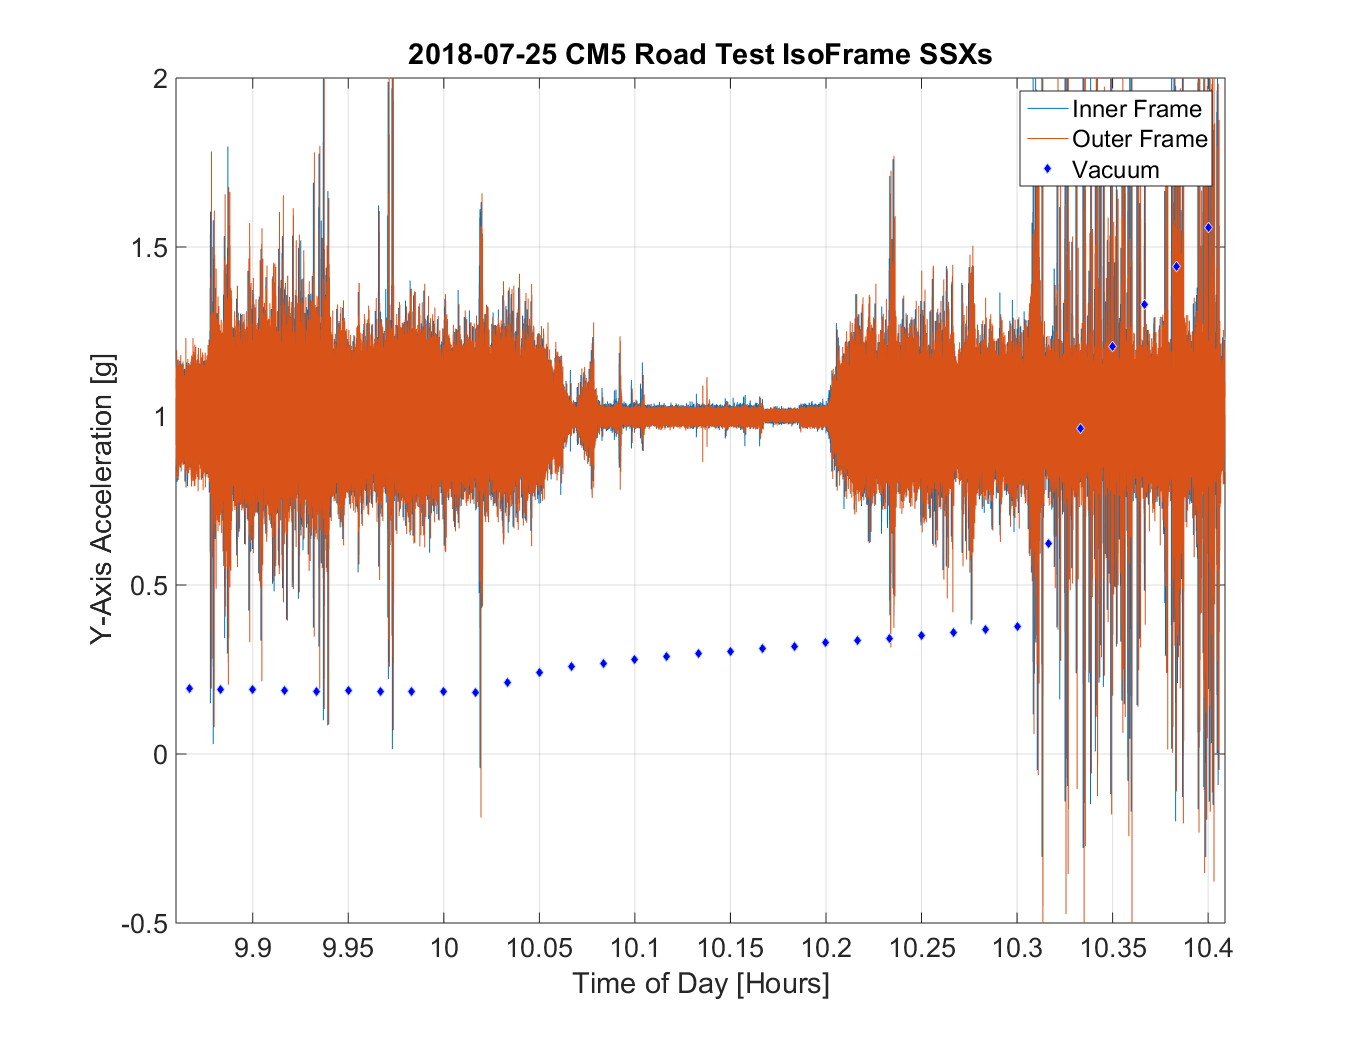 2018-07-25 CM5 Road Test IsoFrame SSXs
Inner Frame
Outer Frame
Vacuum
Y-Axis Acceleration [g]
2
1.5
1
0.5
0
-0.5
9.9 9.95 10 10.05 10.1 10.15 10.2 10.25 10.3 10.35 10.4
Time of Day [Hours]